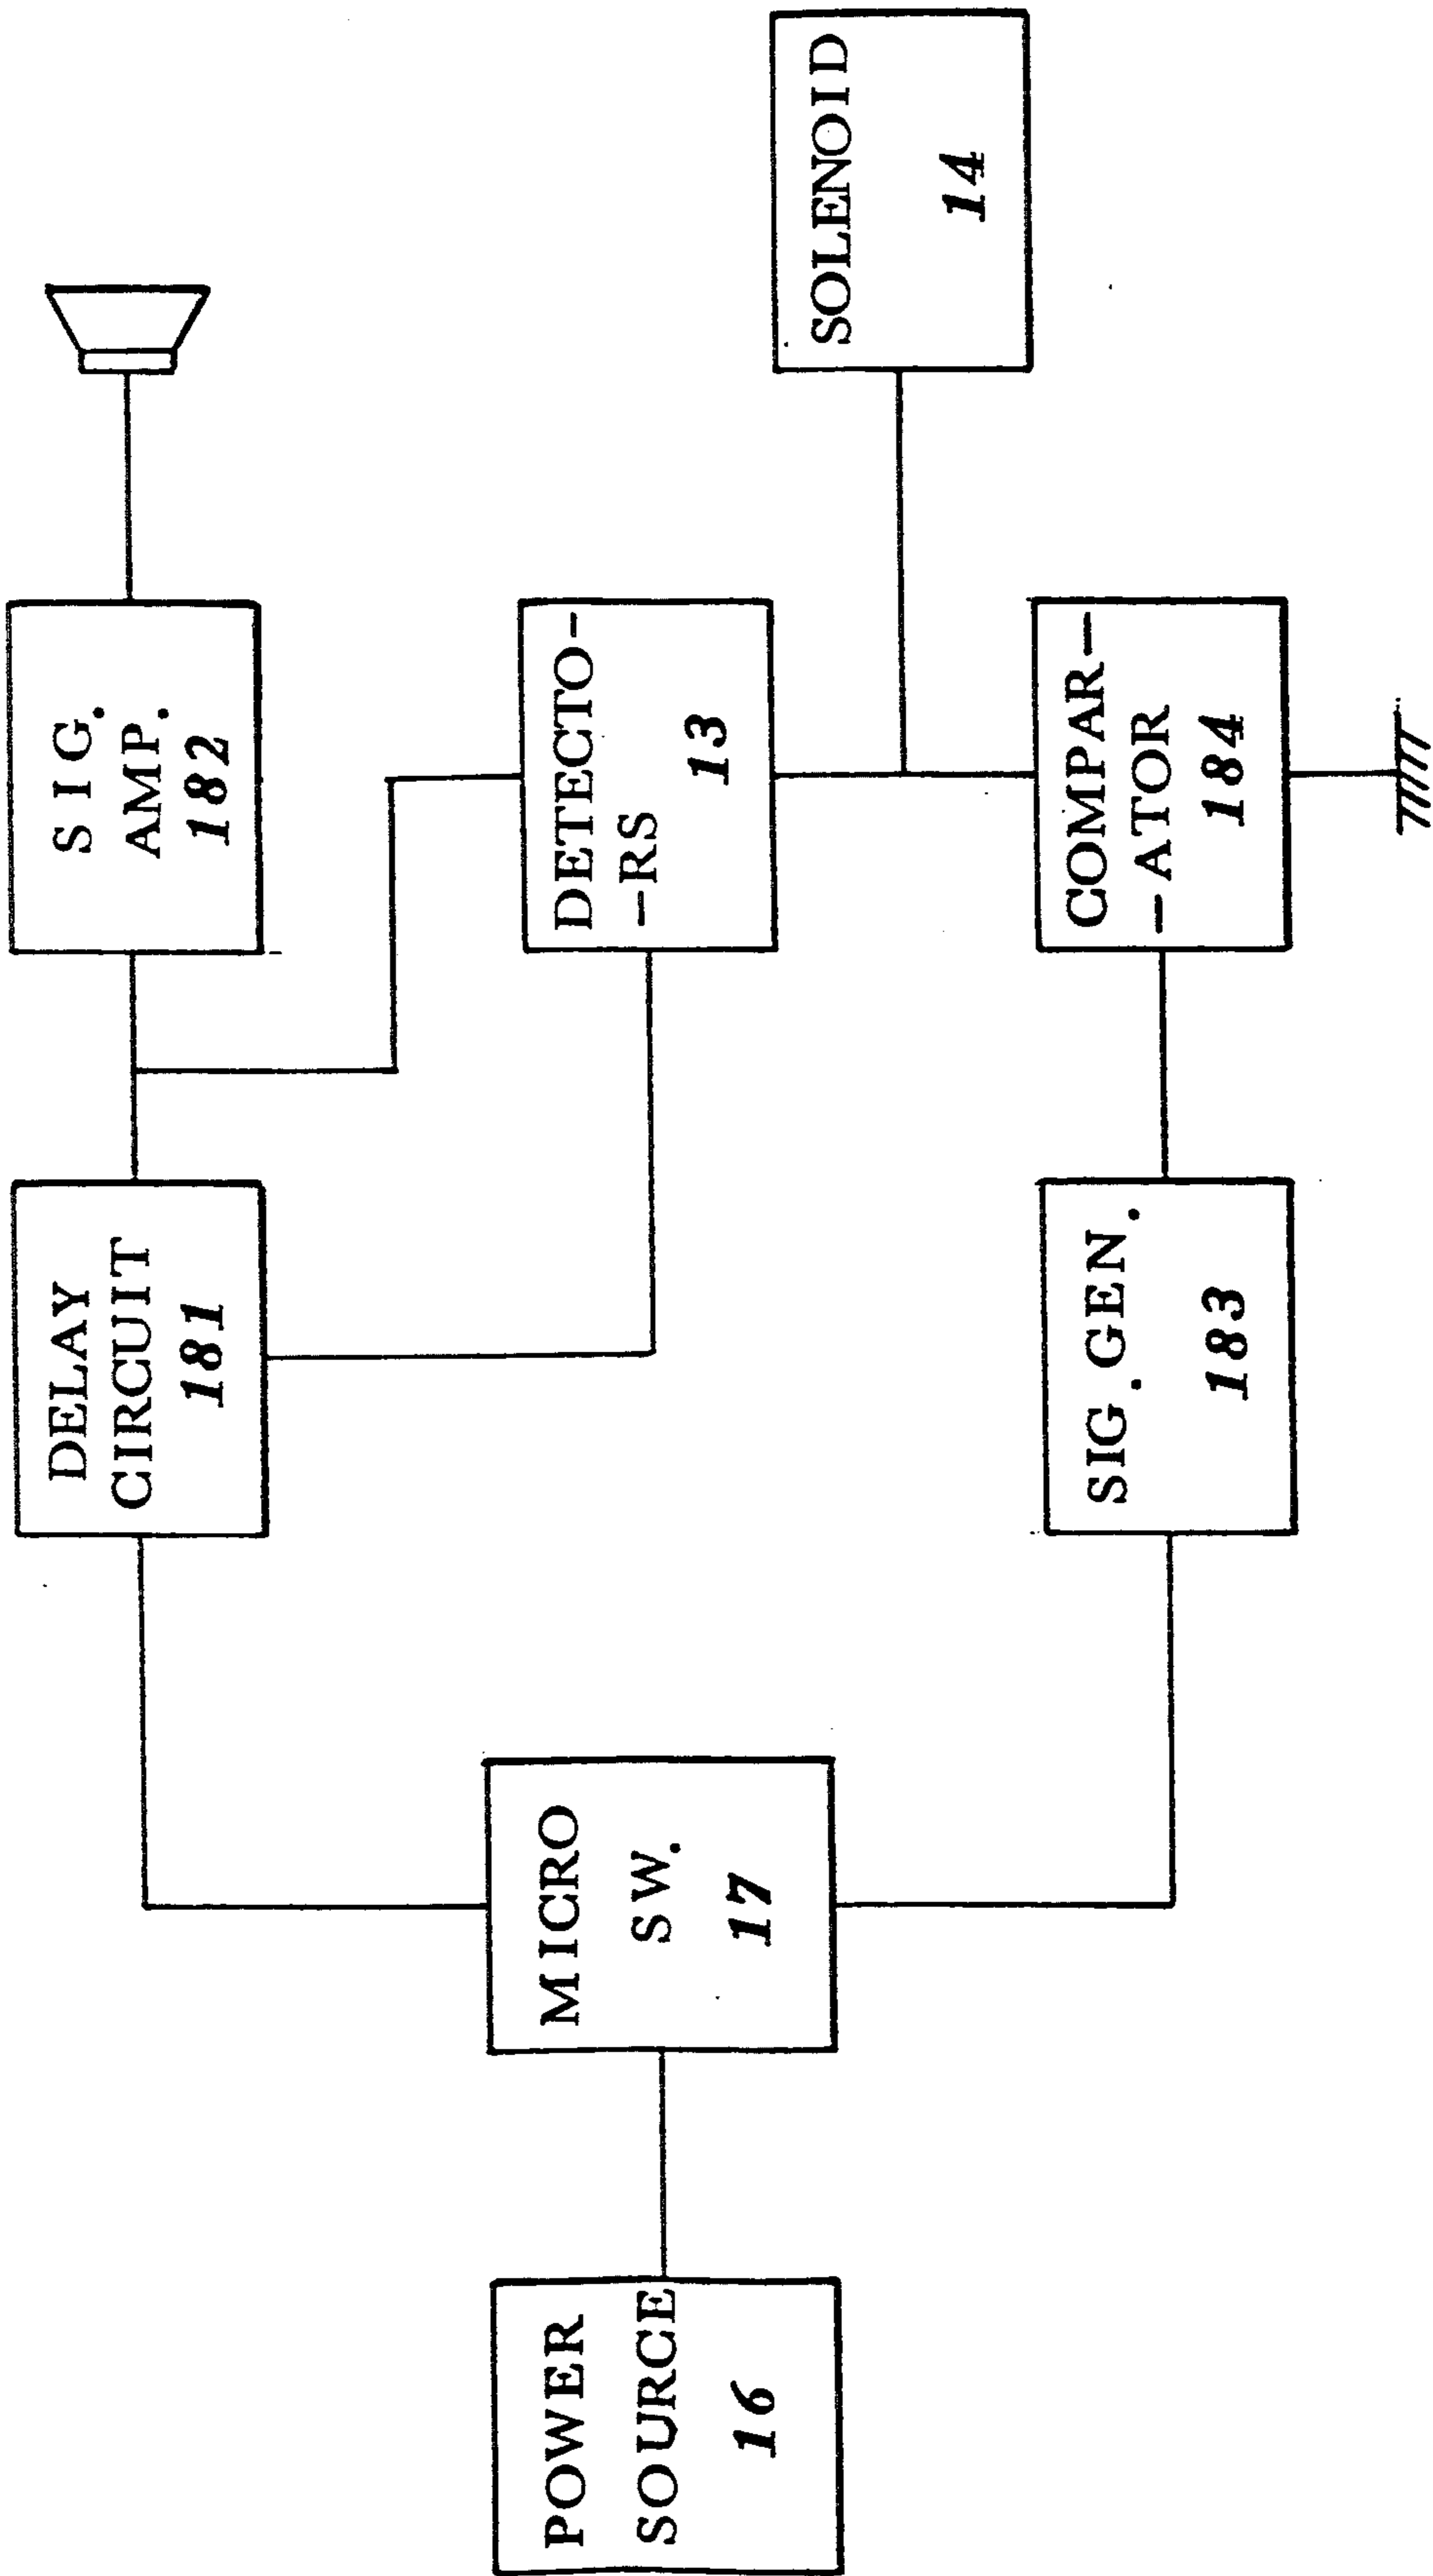 POWER
SOURCE
16
MICRO
SW.
17
DELAY
CIRCUIT
181
SIG.
AMP.
182
DETECTO-
-RS
13
SOLENOID
14
SIG. GEN.
183
COMPAR-
-ATOR
184